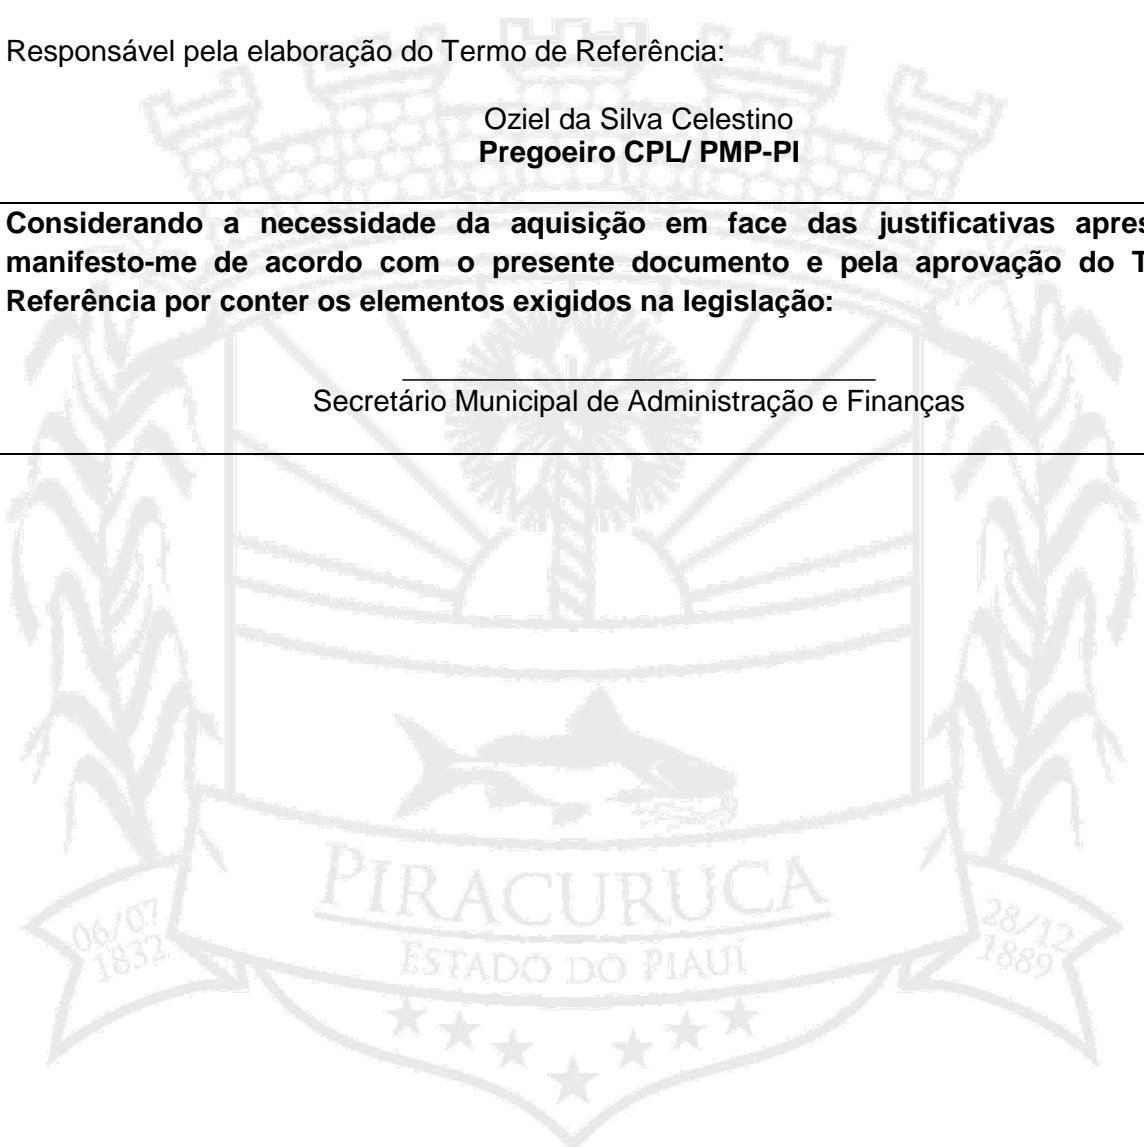 Responsável pela elaboração do Termo de Referência:
Oziel da Silva Celestino
Pregoeiro CPL/ PMP-PI
Considerando a necessidade da aquisição em face das justificativas
manifesto-me de acordo com o presente documento e pela aprovação do
Referência por conter os elementos exigidos na legislação:
Secretário Municipal de Administração e Finanças
PIRACURUCA
06/07
1832
ESTADO DO PIAUÍ
28/12
1889